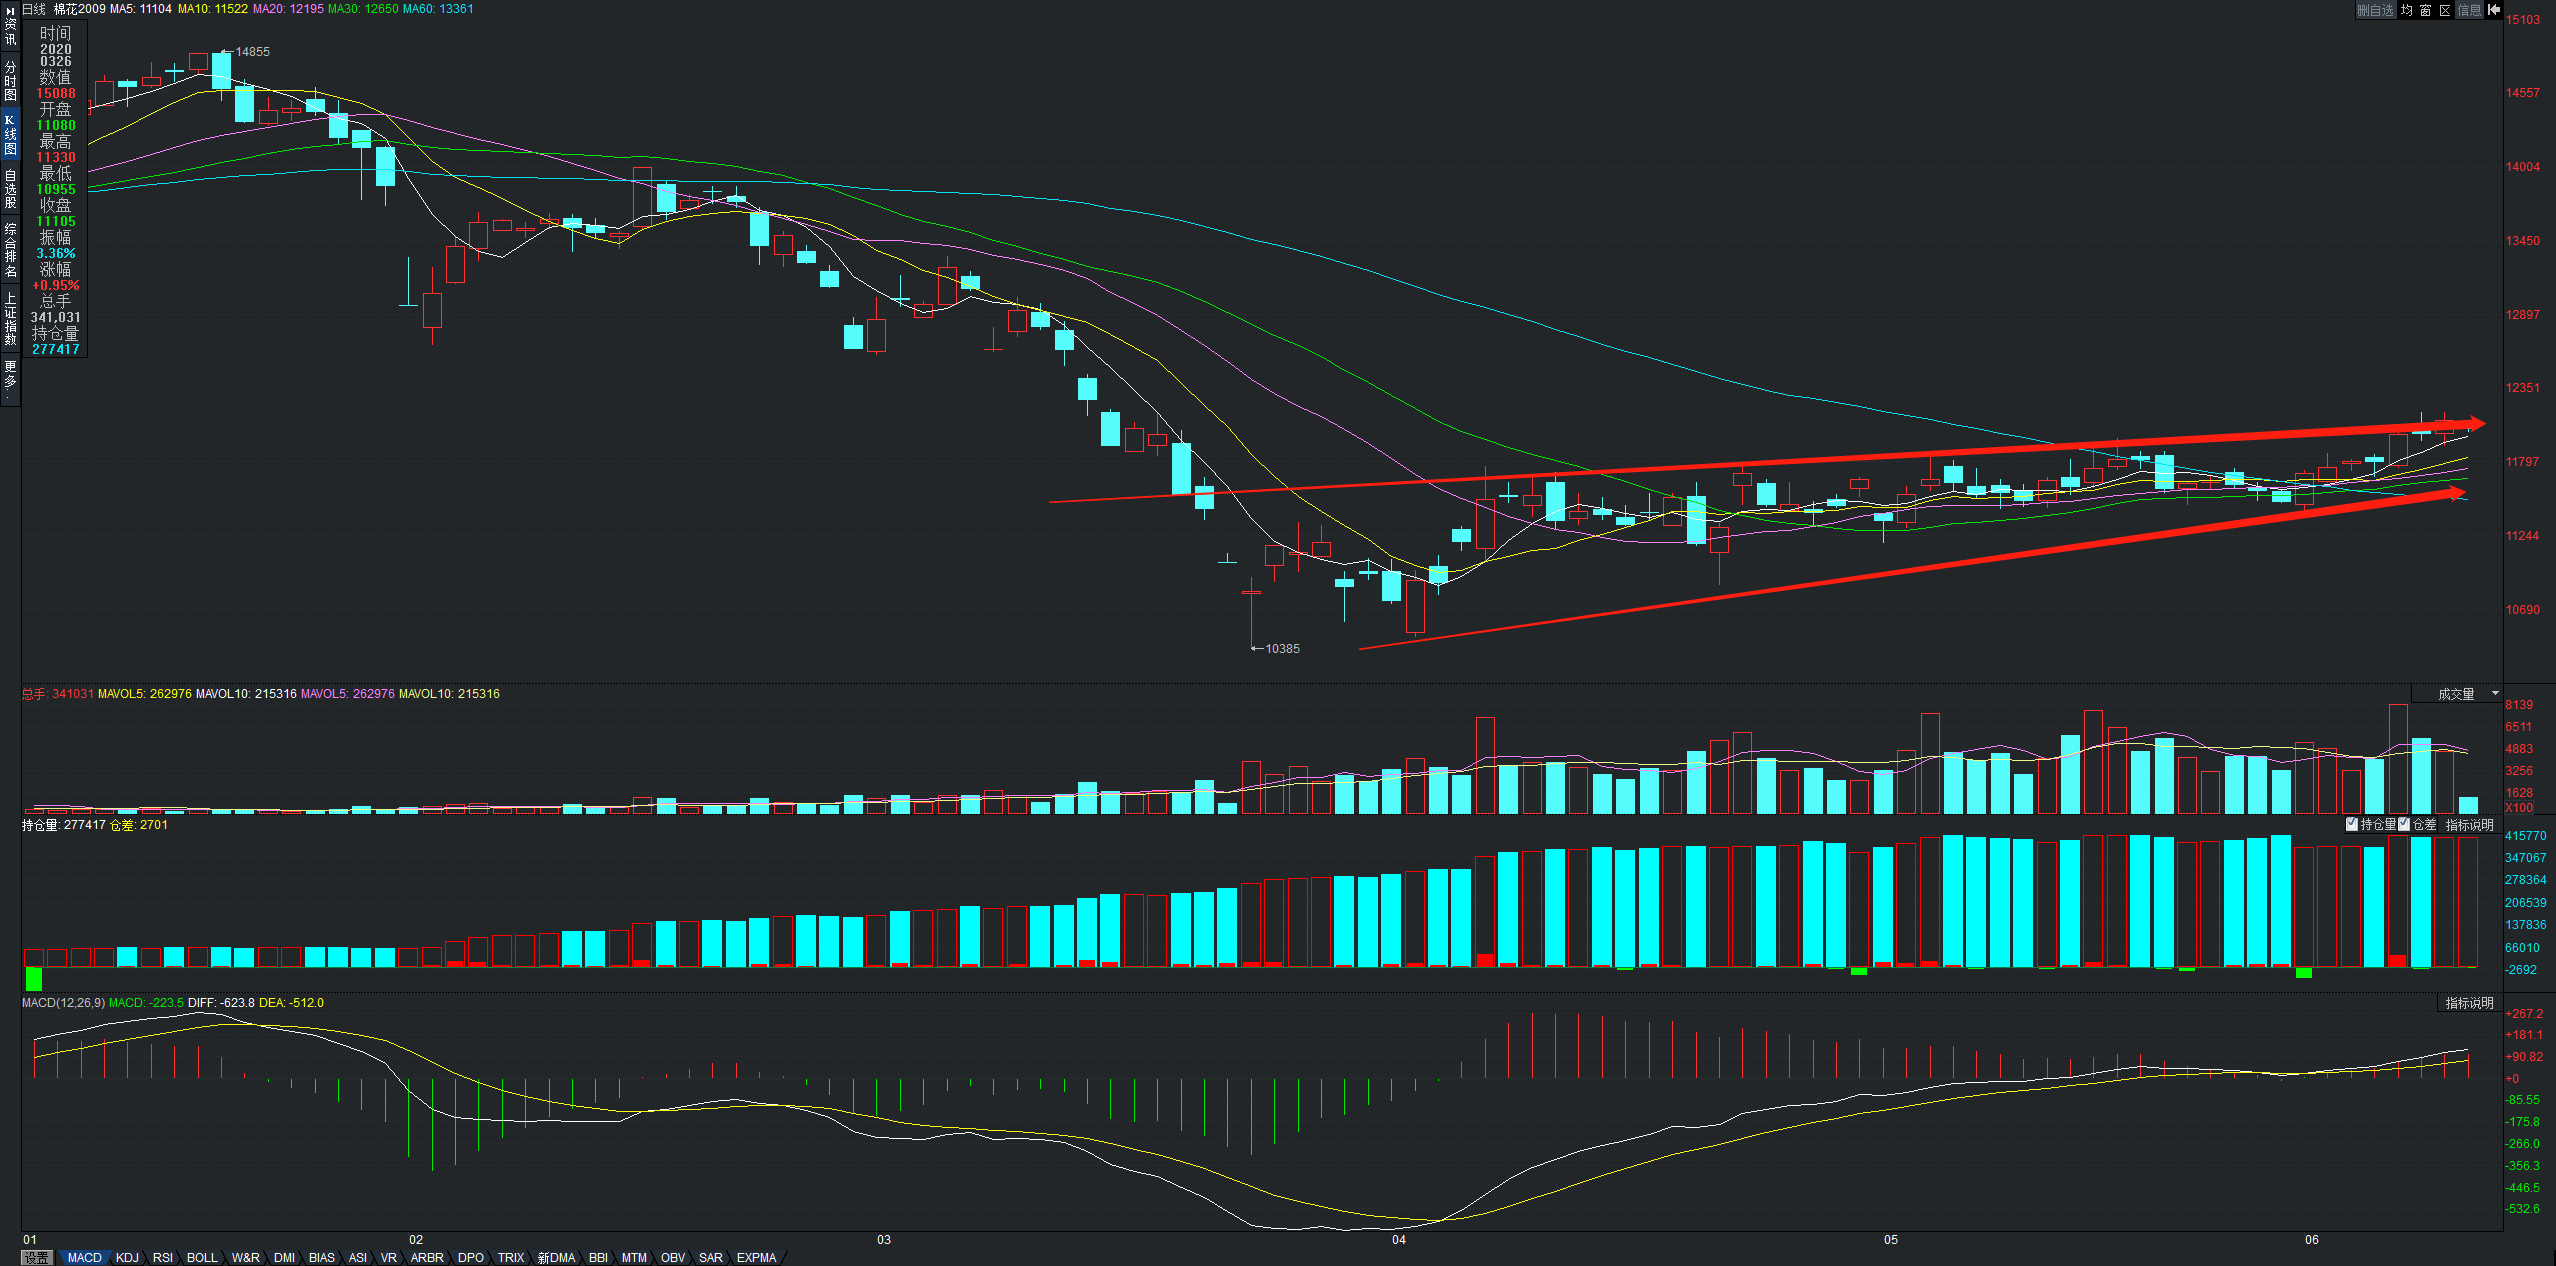 日线 棉花2009 MA5: 11104 MA10: 11522 MA20: 12195 MA30: 12650 MA60: 13361
删自选 均 窗 区 信息
资讯
分时图
K线图
自选股
综合排名
上证指数
更多
时间
2020
0326
数值
15088
开盘
11080
最高
11330
最低
10955
收盘
11105
振幅
3.36%
涨幅
+0.95%
总手
341,031
持仓量
277417
14855
10385
15103
14557
14004
13450
12897
12351
11797
11244
10690
总手: 341031 MAVOL5: 262976 MAVOL10: 215316 MAVOL5: 262976 MAVOL10: 215316
成交量
8139
6511
4883
3256
1628
X100
持仓量: 277417 仓差: 2701
持仓量 仓差 指标说明
415770
347067
278364
206539
137836
66010
-2692
MACD(12,26,9) MACD: -223.5 DIFF: -623.8 DEA: -512.0
指标说明
+267.2
+181.1
+90.82
+0
-85.55
-175.8
-266.0
-356.3
-446.5
-532.6
01 02 03 04 05 06
设置 MACD KDJ RSI BOLL W&R DMI BIAS ASI VR ARBR DPO TRIX 新DMA BBI MTM OBV SAR EXPMA